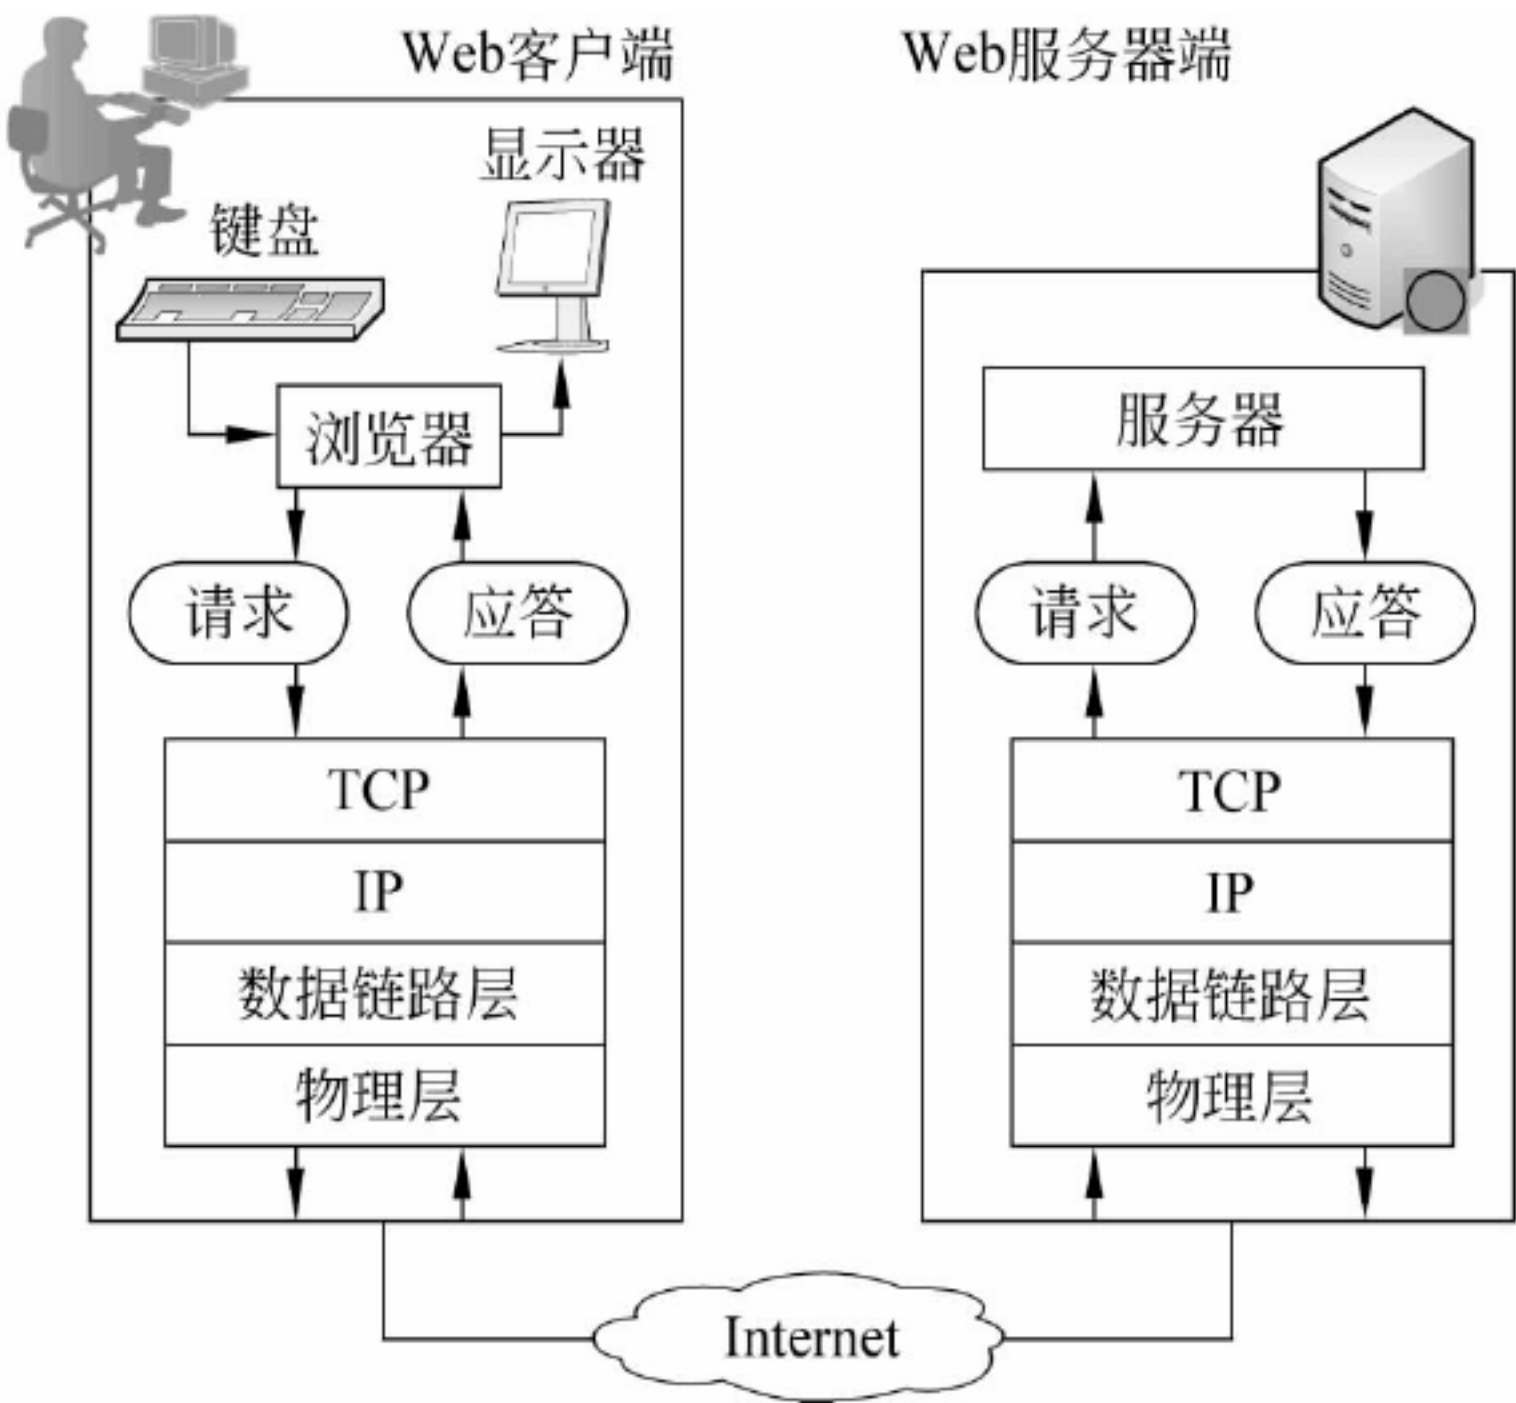 Web客户端
显示器
键盘
浏览器
请求
应答
TCP
IP
数据链路层
物理层
Web服务器端
服务器
请求
应答
TCP
IP
数据链路层
物理层
Internet